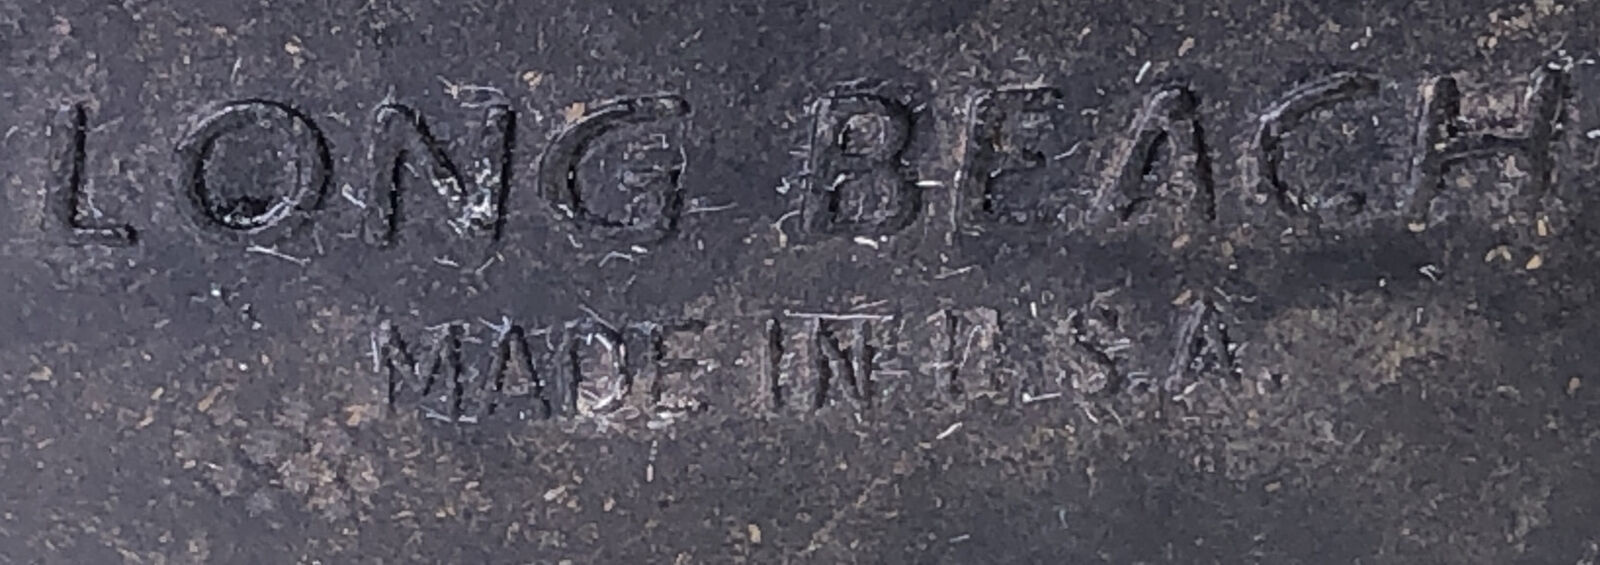 LONG BEACH
MADE IN U.S.A.